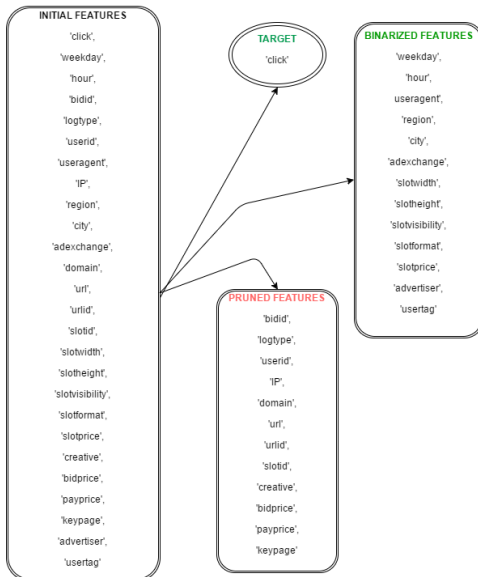 INITIAL FEATURES
'click',
'weekday',
'hour',
'bidid',
'logtype',
'userid',
'useragent',
'IP',
'region',
'city',
'adexchange',
'domain',
'url',
'urlid',
'slotid',
'slotwidth',
'slotheight',
'slotvisibility',
'slotformat',
'slotprice',
'creative',
'bidprice',
'payprice',
'keypage',
'advertiser',
'usertag'
TARGET
'click'
BINARIZED FEATURES
'weekday',
'hour',
useragent',
'region',
'city',
'adexchange',
'slotwidth',
'slotheight',
'slotvisibility',
'slotformat',
'slotprice',
'advertiser',
'usertag'
PRUNED FEATURES
'bidid',
'logtype',
'userid',
'IP',
'domain',
'url',
'urlid',
'slotid',
'creative',
'bidprice',
'payprice',
'keypage'